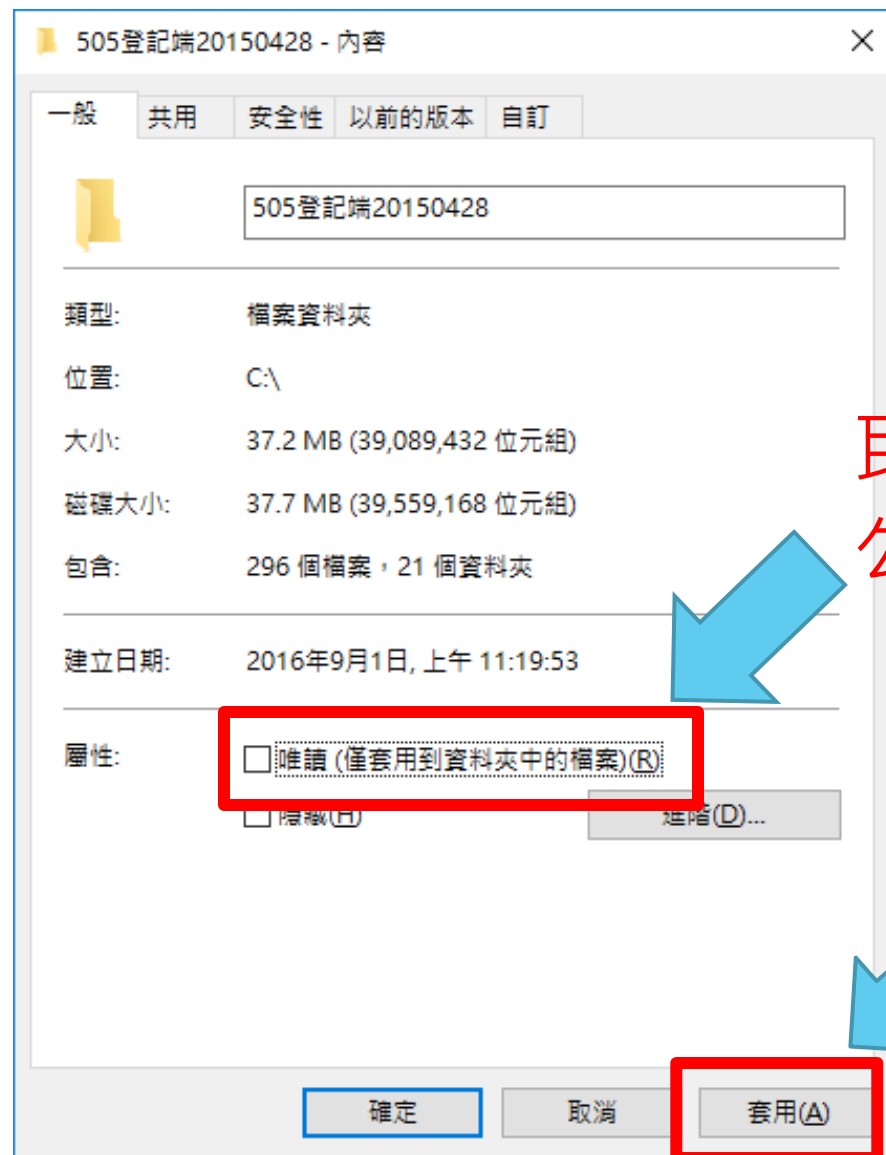 505登記端20150428 - 內容
一般 共用 安全性 以前的版本 自訂
505登記端20150428
類型: 檔案資料夾
位置: C:\
大小: 37.2 MB (39,089,432 位元組)
磁碟大小: 37.7 MB (39,559,168 位元組)
包含: 296 個檔案，21 個資料夾
建立日期: 2016年9月1日, 上午 11:19:53
屬性: 唯讀 (僅套用到資料夾中的檔案)(R)
隱藏(H) 進階(D)...
確定 取消 套用(A)